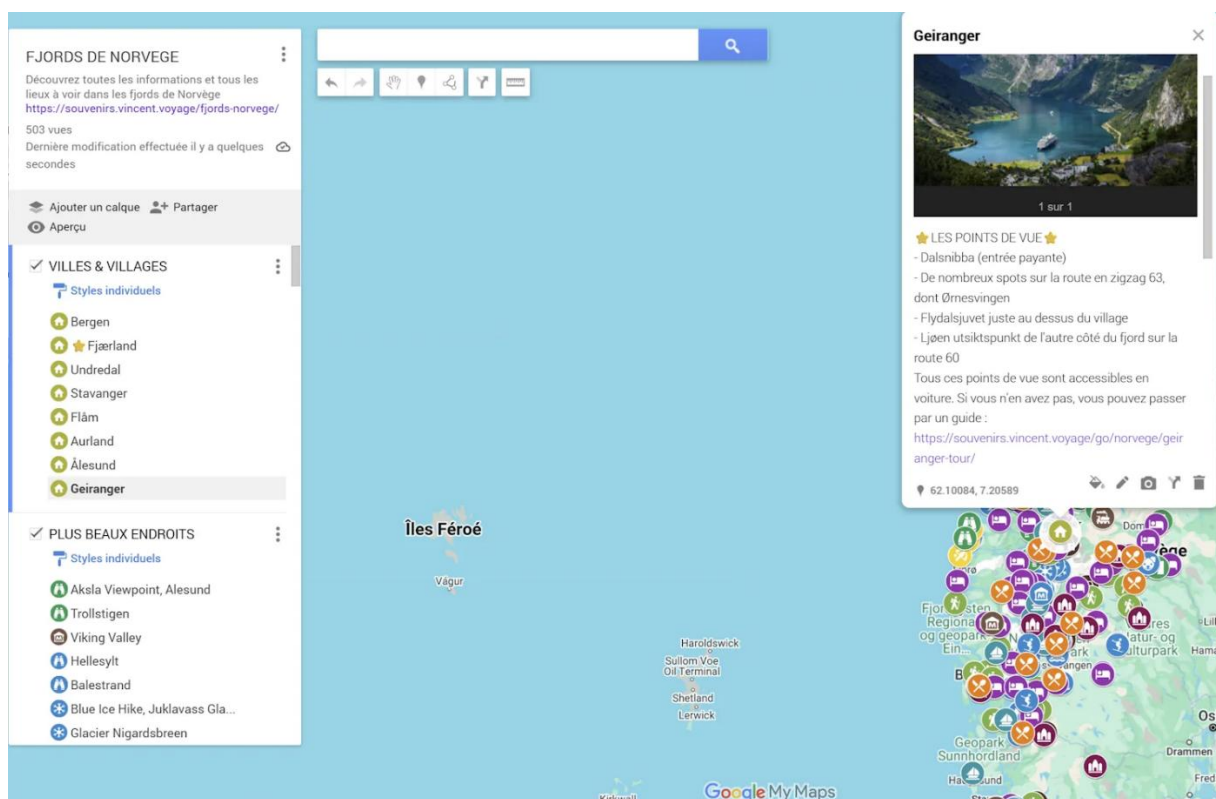 FJORDS DE NORVEGE
Découvrez toutes les informations et tous les
lieux à voir dans les fjords de Norvège
https://souvenirs.vincent.voyage/fjords-norvege/
503 vues
Dernière modification effectuée il y a quelques
secondes
Ajouter un calque Partager
Aperçu
VILLES & VILLAGES
Styles individuels
Bergen
Fjærland
Undredal
Stavanger
Flåm
Aurland
Ålesund
Geiranger
PLUS BEAUX ENDROITS
Styles individuels
Aksla Viewpoint, Alesund
Trollstigen
Viking Valley
Hellesylt
Balestrand
Blue Ice Hike, Juklavass Gla...
Glacier Nigardsbreen
Îles Féroé
Vágur
Haroldswick
Sullom Voe
Oil Terminal
Shetland
Lerwick
Google My Maps
Geiranger
1 sur 1
⭐LES POINTS DE VUE⭐
- Dalsnibba (entrée payante)
- De nombreux spots sur la route en zigzag 63,
dont Ørnesvingen
- Flydalsjuvet juste au dessus du village
- Ljøen utsiktspunkt de l'autre côté du fjord sur la
route 60
Tous ces points de vue sont accessibles en
voiture. Si vous n'en avez pas, vous pouvez passer
par un guide :
https://souvenirs.vincent.voyage/go/norvege/geir
anger-tour/
62.10084, 7.20589
Geopark
Sunnhordland
Drammen